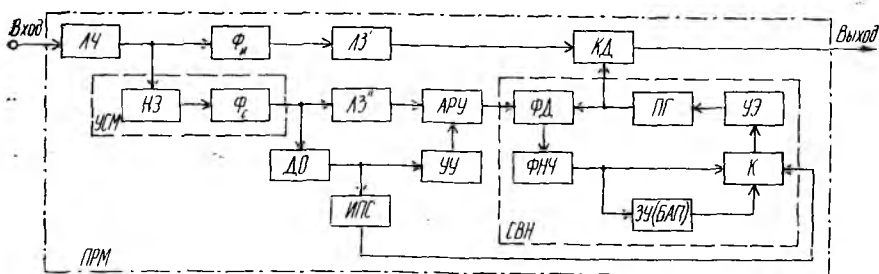 Вход
ЛЧ
Фн
ЛЗ'
КД
Выход
НЗ
Фс
УСМ
ЛЗ"
АРУ
ФД
ПГ
УЭ
ДО
УУ
ФНЧ
К
ИПС
ЗУ(БАП)
СВН
ПРМ